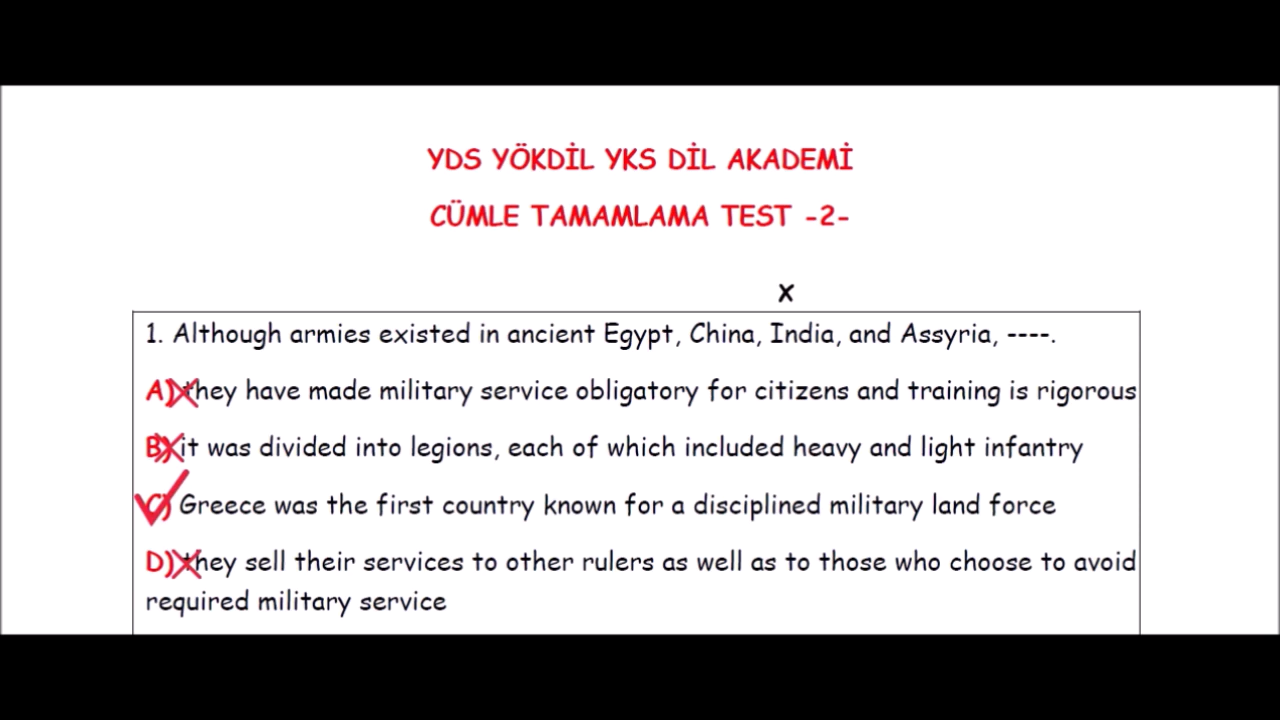 YDS YÖKDİL YKS DİL AKADEMİ
CÜMLE TAMAMLAMA TEST -2-
x
1. Although armies existed in ancient Egypt, China, India, and Assyria, ----.
A) they have made military service obligatory for citizens and training is rigorous
B) it was divided into legions, each of which included heavy and light infantry
C) Greece was the first country known for a disciplined military land force
D) they sell their services to other rulers as well as to those who choose to avoid
required military service